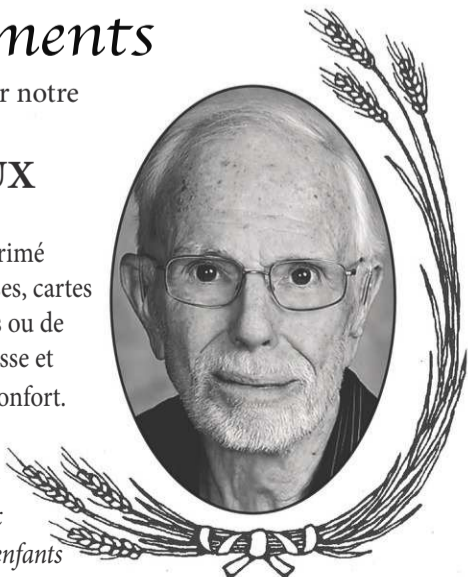 ments
r notre
UX
rimé
es, cartes
s ou de
sse et
onfort.
t
enfants